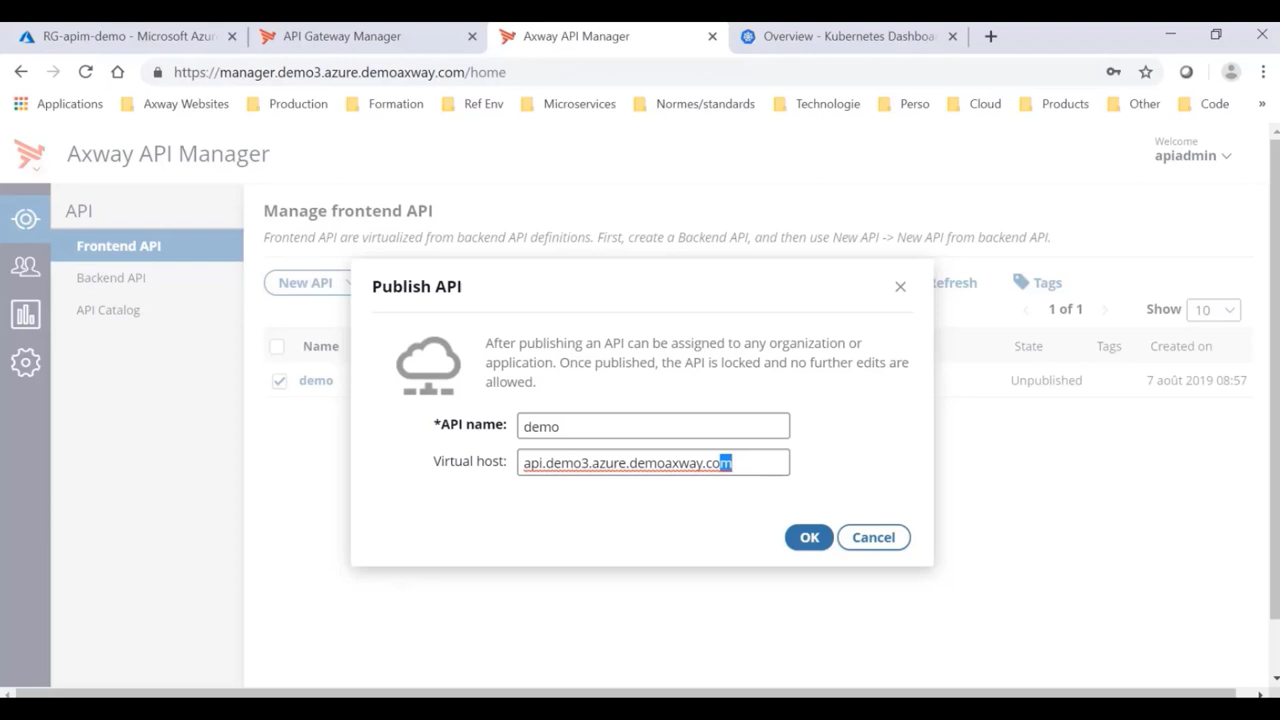 RG-apim-demo - Microsoft Azur
API Gateway Manager
Axway API Manager
Overview - Kubernetes Dashboa
https://manager.demo3.azure.demoaxway.com/home
Applications
Axway Websites
Production
Formation
Ref Env
Microservices
Normes/standards
Technologie
Perso
Cloud
Products
Other
Code
»
Axway API Manager
Welcome
apiadmin
API
Frontend API
Backend API
API Catalog
Manage frontend API
Frontend API are virtualized from backend API definitions. First, create a Backend API, and then use New API -> New API from backend API.
New API
efresh
Tags
1 of 1
Show
10
Name
State
Tags
Created on
demo
Unpublished
7 août 2019 08:57
Publish API
After publishing an API can be assigned to any organization or
application. Once published, the API is locked and no further edits are
allowed.
*API name:
demo
Virtual host:
api.demo3.azure.demoaxway.com
OK
Cancel